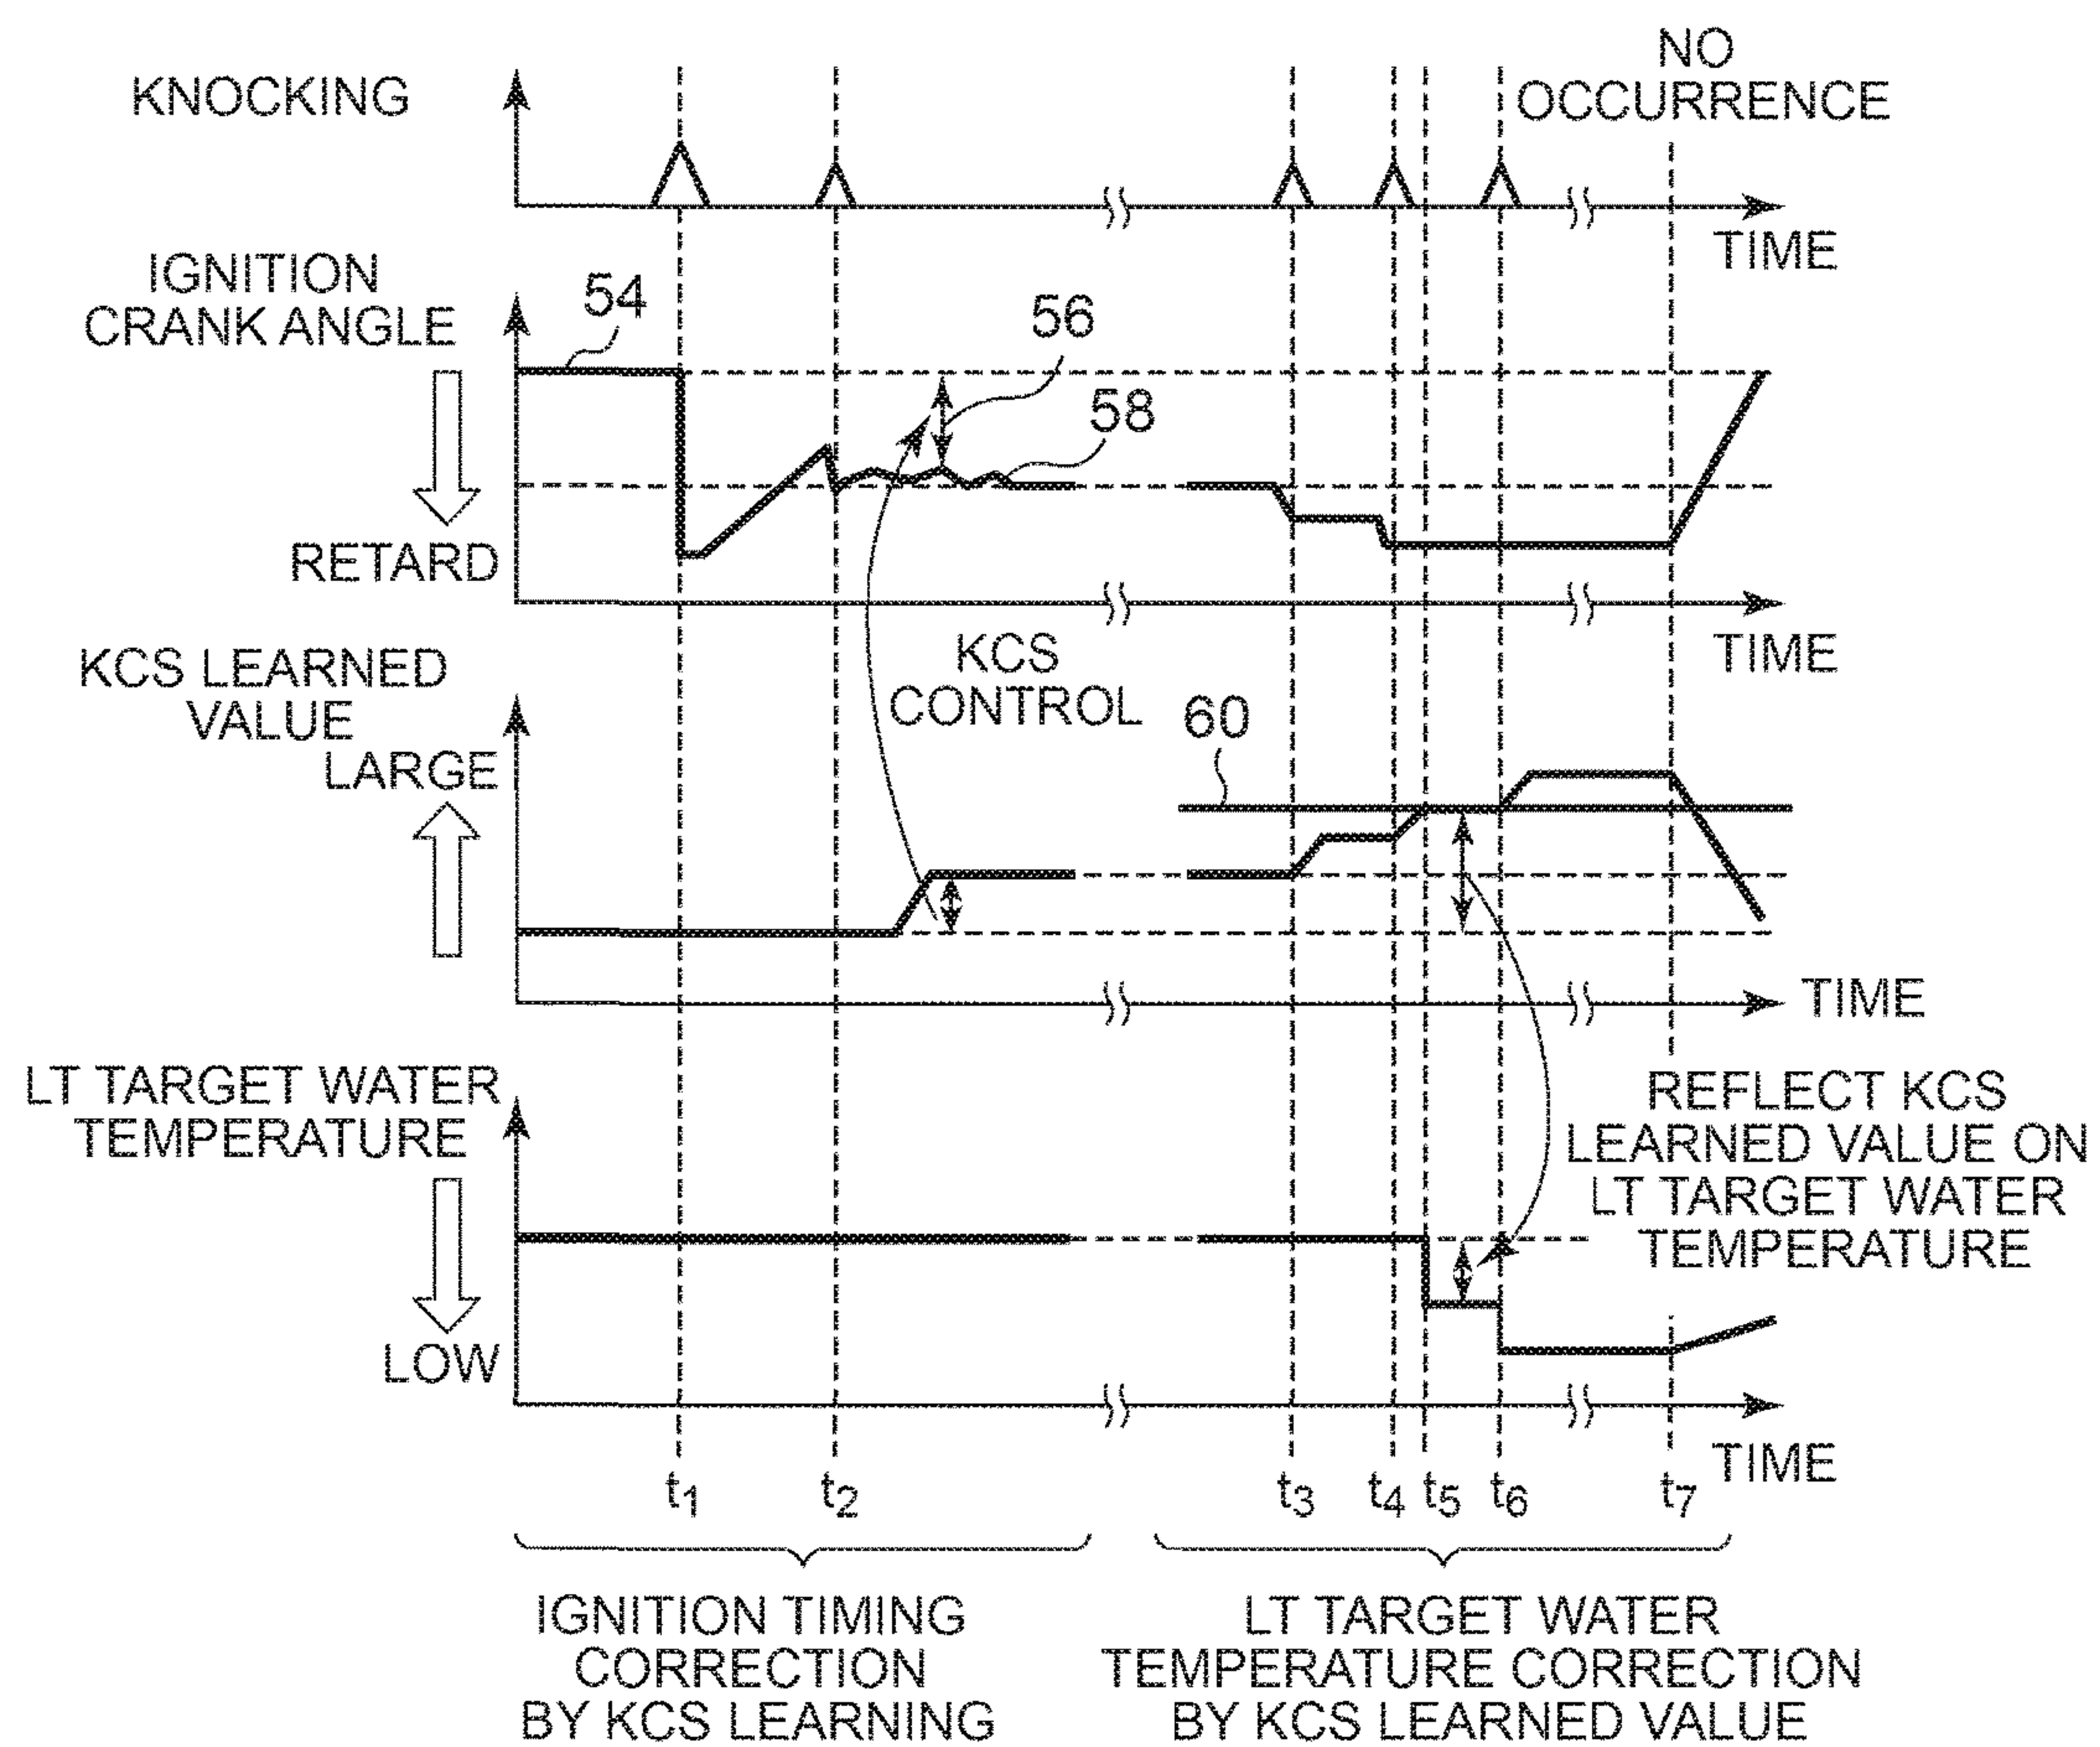 NO
OCCURRENCE
KNOCKING
TIME
IGNITION
CRANK ANGLE
54
56
58
RETARD
TIME
KCS LEARNED
VALUE
LARGE
KCS
CONTROL
60
TIME
LT TARGET WATER
TEMPERATURE
LOW
REFLECT KCS
LEARNED VALUE ON
LT TARGET WATER
TEMPERATURE
TIME
t1 t2 t3 t4 t5 t6 t7
IGNITION TIMING
CORRECTION
BY KCS LEARNING
LT TARGET WATER
TEMPERATURE CORRECTION
BY KCS LEARNED VALUE